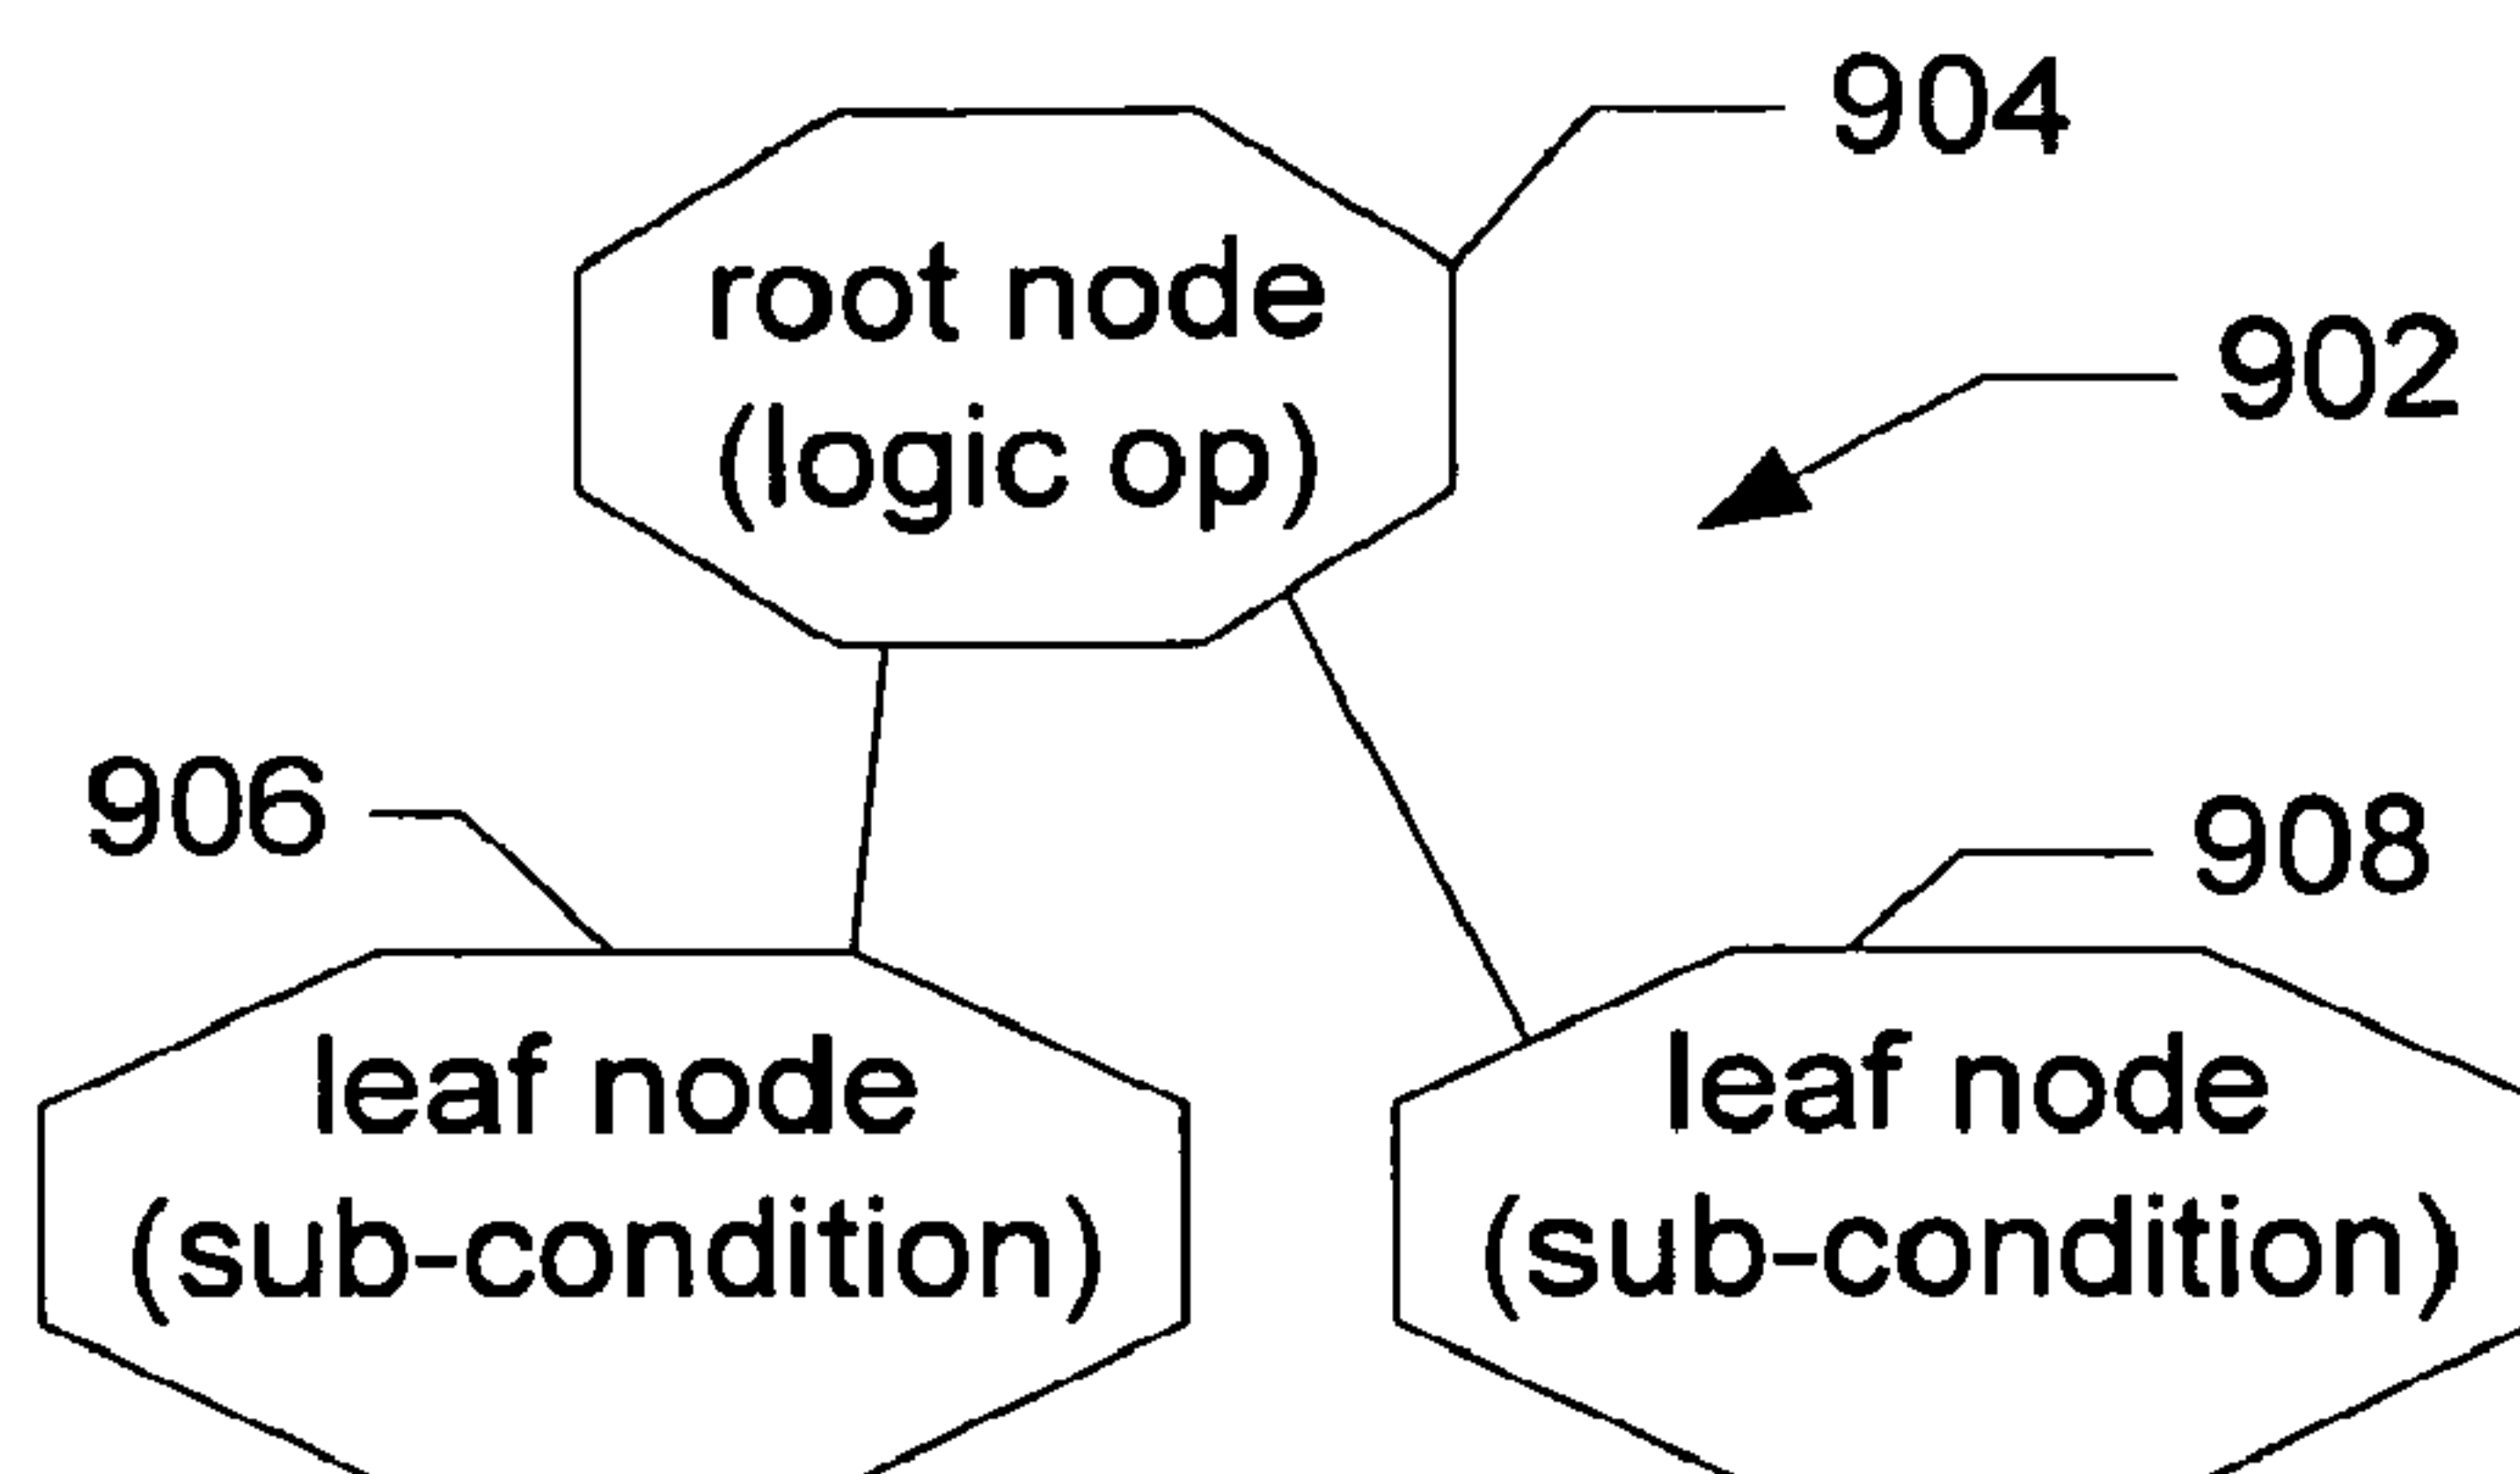 904
root node
(logic op)
902
906
908
leaf node
(sub-condition)
leaf node
(sub-condition)